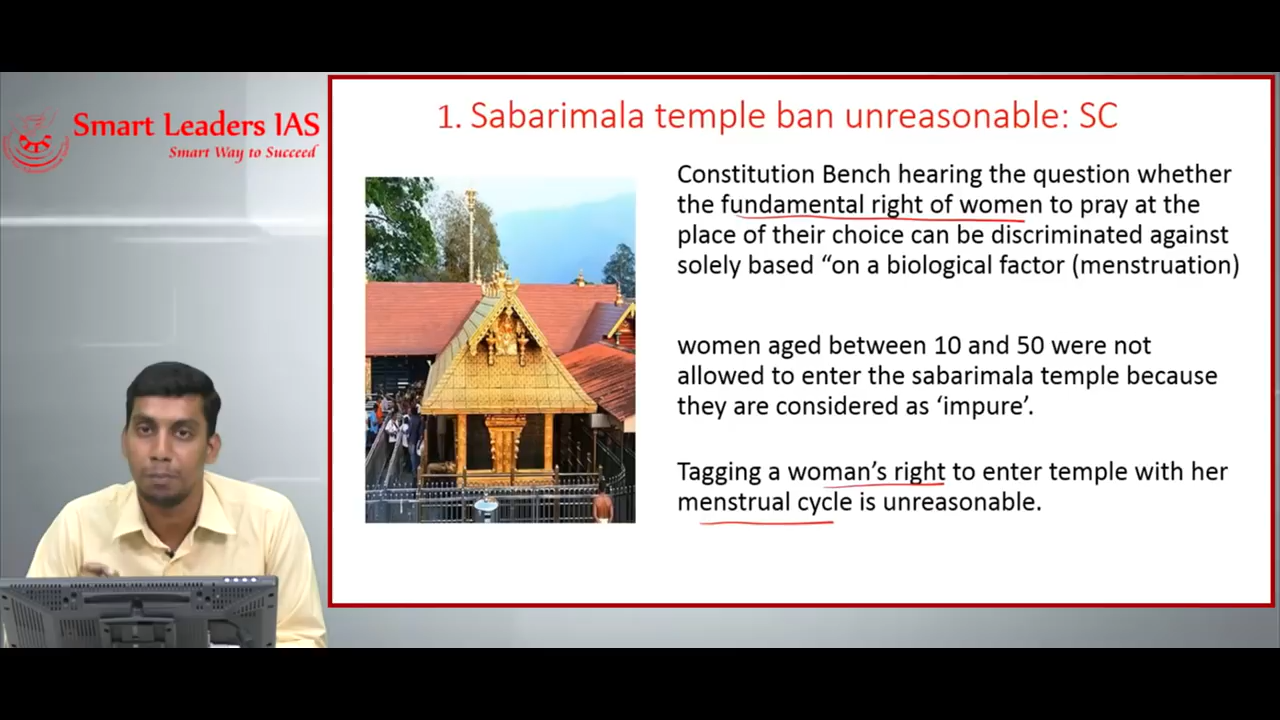 Smart Leaders IAS
Smart Way to Succeed
1. Sabarimala temple ban unreasonable: SC
Constitution Bench hearing the question whether
the fundamental right of women to pray at the
place of their choice can be discriminated against
solely based “on a biological factor (menstruation)
women aged between 10 and 50 were not
allowed to enter the sabarimala temple because
they are considered as ‘impure’.
Tagging a woman’s right to enter temple with her
menstrual cycle is unreasonable.